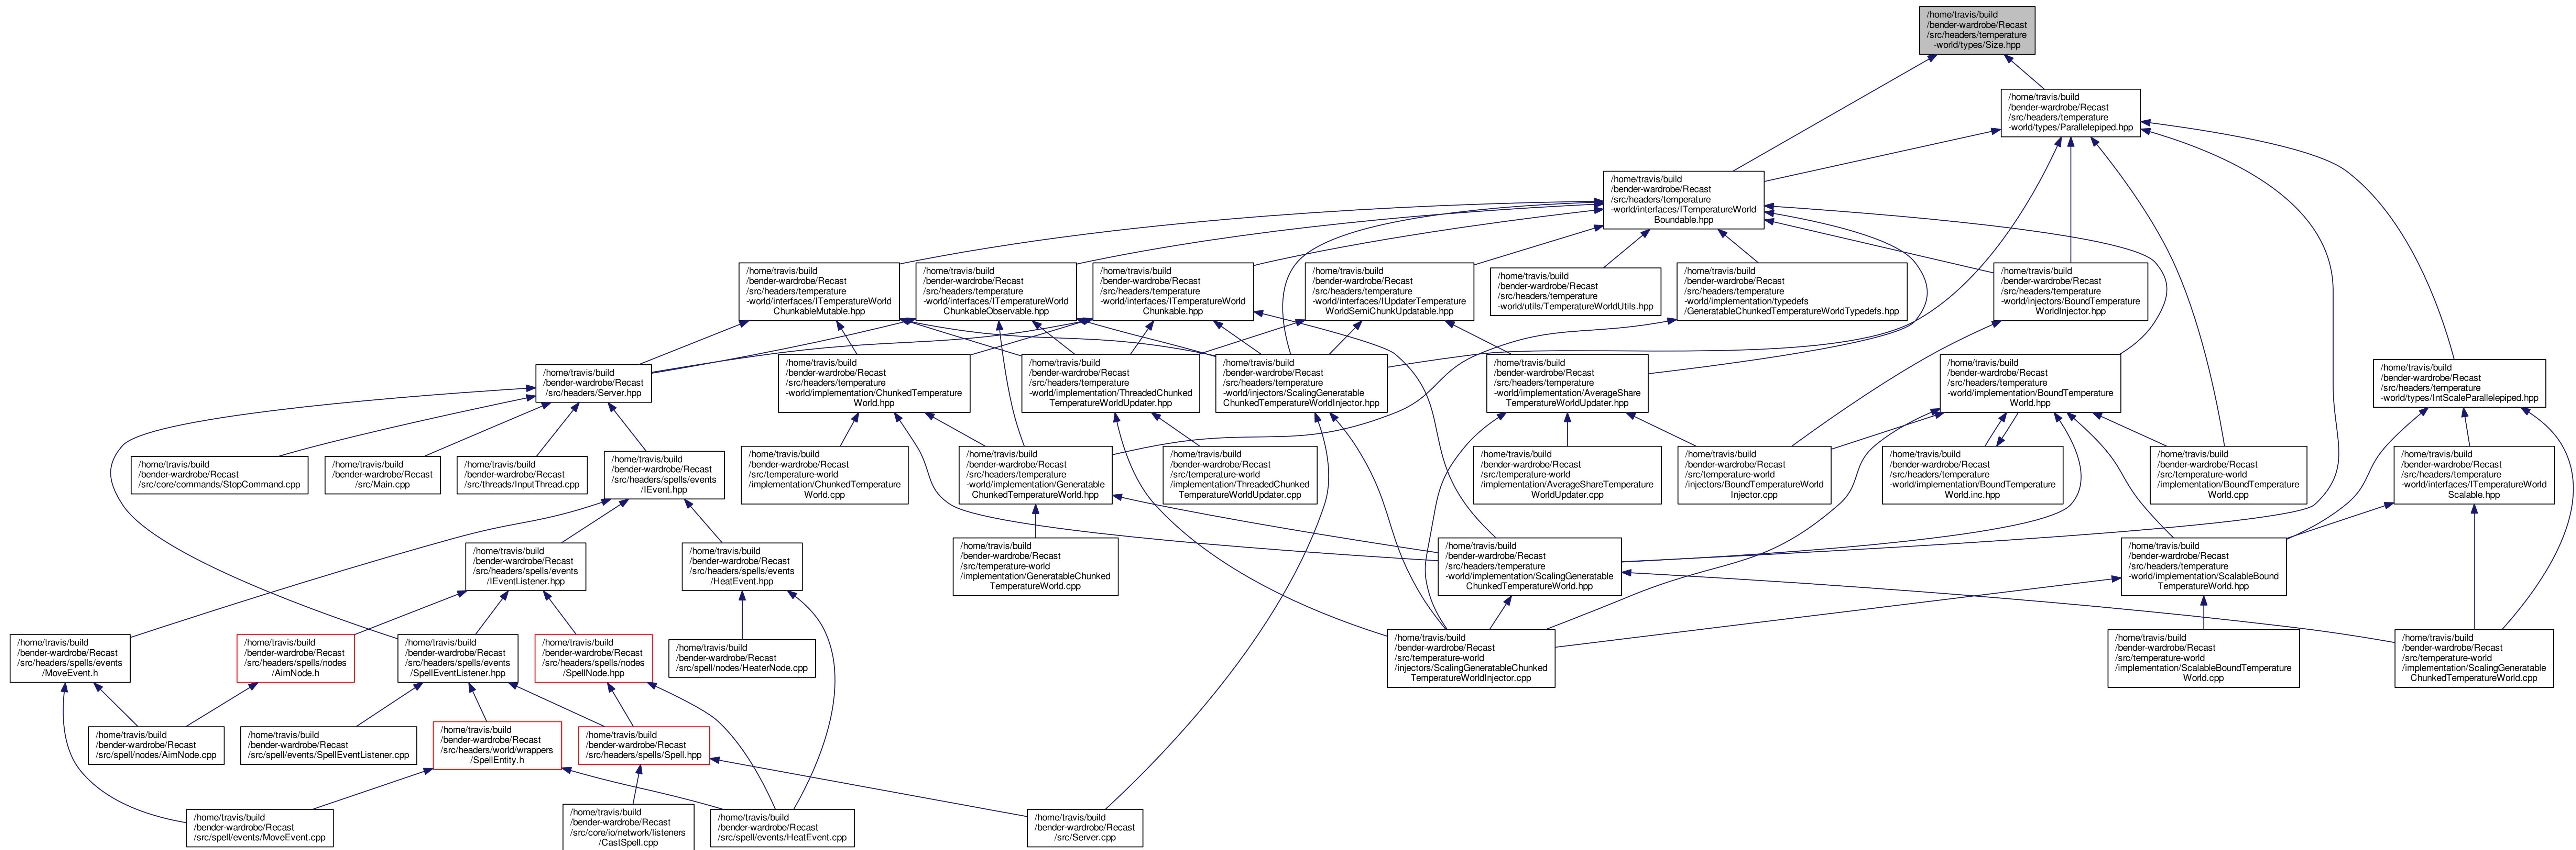 /home/travis/build
/bender-wardrobe/Recast
/src/headers/temperature
-world/types/Size.hpp
/home/travis/build
/bender-wardrobe/Recast
/src/headers/temperature
-world/types/Parallelepiped.hpp
/home/travis/build
/bender-wardrobe/Recast
/src/headers/temperature
-world/interfaces/ITemperatureWorld
Boundable.hpp
/home/travis/build
/bender-wardrobe/Recast
/src/headers/temperature
-world/interfaces/ITemperatureWorld
ChunkableMutable.hpp
/home/travis/build
/bender-wardrobe/Recast
/src/headers/temperature
-world/interfaces/ITemperatureWorld
ChunkableObservable.hpp
/home/travis/build
/bender-wardrobe/Recast
/src/headers/temperature
-world/interfaces/ITemperatureWorld
Chunkable.hpp
/home/travis/build
/bender-wardrobe/Recast
/src/headers/temperature
-world/interfaces/IUpdaterTemperature
WorldSemiChunkUpdatable.hpp
/home/travis/build
/bender-wardrobe/Recast
/src/headers/temperature
-world/utils/TemperatureWorldUtils.hpp
/home/travis/build
/bender-wardrobe/Recast
/src/headers/temperature
-world/implementation/typedefs
/GeneratableChunkedTemperatureWorldTypedefs.hpp
/home/travis/build
/bender-wardrobe/Recast
/src/headers/temperature
-world/injectors/BoundTemperature
WorldInjector.hpp
/home/travis/build
/bender-wardrobe/Recast
/src/headers/Server.hpp
/home/travis/build
/bender-wardrobe/Recast
/src/headers/temperature
-world/implementation/ChunkedTemperature
World.hpp
/home/travis/build
/bender-wardrobe/Recast
/src/headers/temperature
-world/implementation/ThreadedChunked
TemperatureWorldUpdater.hpp
/home/travis/build
/bender-wardrobe/Recast
/src/headers/temperature
-world/injectors/ScalingGeneratable
ChunkedTemperatureWorldInjector.hpp
/home/travis/build
/bender-wardrobe/Recast
/src/headers/temperature
-world/implementation/AverageShare
TemperatureWorldUpdater.hpp
/home/travis/build
/bender-wardrobe/Recast
/src/headers/temperature
-world/implementation/BoundTemperature
World.hpp
/home/travis/build
/bender-wardrobe/Recast
/src/headers/temperature
-world/types/IntScaleParallelepiped.hpp
/home/travis/build
/bender-wardrobe/Recast
/src/core/commands/StopCommand.cpp
/home/travis/build
/bender-wardrobe/Recast
/src/Main.cpp
/home/travis/build
/bender-wardrobe/Recast
/src/threads/InputThread.cpp
/home/travis/build
/bender-wardrobe/Recast
/src/headers/spells/events
/IEvent.hpp
/home/travis/build
/bender-wardrobe/Recast
/src/temperature-world
/implementation/ChunkedTemperature
World.cpp
/home/travis/build
/bender-wardrobe/Recast
/src/headers/temperature
-world/implementation/Generatable
ChunkedTemperatureWorld.hpp
/home/travis/build
/bender-wardrobe/Recast
/src/temperature-world
/implementation/ThreadedChunked
TemperatureWorldUpdater.cpp
/home/travis/build
/bender-wardrobe/Recast
/src/temperature-world
/implementation/AverageShareTemperature
WorldUpdater.cpp
/home/travis/build
/bender-wardrobe/Recast
/src/temperature-world
/injectors/BoundTemperatureWorld
Injector.cpp
/home/travis/build
/bender-wardrobe/Recast
/src/headers/temperature
-world/implementation/BoundTemperature
World.inc.hpp
/home/travis/build
/bender-wardrobe/Recast
/src/temperature-world
/implementation/BoundTemperature
World.cpp
/home/travis/build
/bender-wardrobe/Recast
/src/headers/temperature
-world/interfaces/ITemperatureWorld
Scalable.hpp
/home/travis/build
/bender-wardrobe/Recast
/src/headers/spells/events
/IEventListener.hpp
/home/travis/build
/bender-wardrobe/Recast
/src/headers/spells/events
/HeatEvent.hpp
/home/travis/build
/bender-wardrobe/Recast
/src/temperature-world
/implementation/GeneratableChunked
TemperatureWorld.cpp
/home/travis/build
/bender-wardrobe/Recast
/src/headers/temperature
-world/implementation/ScalingGeneratable
ChunkedTemperatureWorld.hpp
/home/travis/build
/bender-wardrobe/Recast
/src/headers/temperature
-world/implementation/ScalableBound
TemperatureWorld.hpp
/home/travis/build
/bender-wardrobe/Recast
/src/headers/spells/events
/MoveEvent.h
/home/travis/build
/bender-wardrobe/Recast
/src/headers/spells/nodes
/AimNode.h
/home/travis/build
/bender-wardrobe/Recast
/src/headers/spells/events
/SpellEventListener.hpp
/home/travis/build
/bender-wardrobe/Recast
/src/headers/spells/nodes
/SpellNode.hpp
/home/travis/build
/bender-wardrobe/Recast
/src/spell/nodes/HeaterNode.cpp
/home/travis/build
/bender-wardrobe/Recast
/src/temperature-world
/injectors/ScalingGeneratableChunked
TemperatureWorldInjector.cpp
/home/travis/build
/bender-wardrobe/Recast
/src/temperature-world
/implementation/ScalableBoundTemperature
World.cpp
/home/travis/build
/bender-wardrobe/Recast
/src/temperature-world
/implementation/ScalingGeneratable
ChunkedTemperatureWorld.cpp
/home/travis/build
/bender-wardrobe/Recast
/src/spell/nodes/AimNode.cpp
/home/travis/build
/bender-wardrobe/Recast
/src/spell/events/SpellEventListener.cpp
/home/travis/build
/bender-wardrobe/Recast
/src/headers/world/wrappers
/SpellEntity.h
/home/travis/build
/bender-wardrobe/Recast
/src/headers/spells/Spell.hpp
/home/travis/build
/bender-wardrobe/Recast
/src/spell/events/MoveEvent.cpp
/home/travis/build
/bender-wardrobe/Recast
/src/core/io/network/listeners
/CastSpell.cpp
/home/travis/build
/bender-wardrobe/Recast
/src/spell/events/HeatEvent.cpp
/home/travis/build
/bender-wardrobe/Recast
/src/Server.cpp